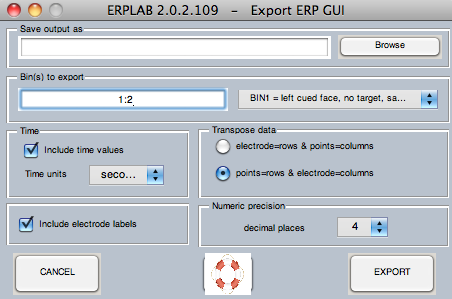 ERPLAB 2.0.2.109 - Export ERP GUI
Save output as
Browse
Bin(s) to export
1:2
BIN1 = left cued face, no target, sa...
Time
Include time values
Time units
seco...
Transpose data
electrode=rows & points=columns
points=rows & electrode=columns
Include electrode labels
Numeric precision
decimal places
4
CANCEL
EXPORT